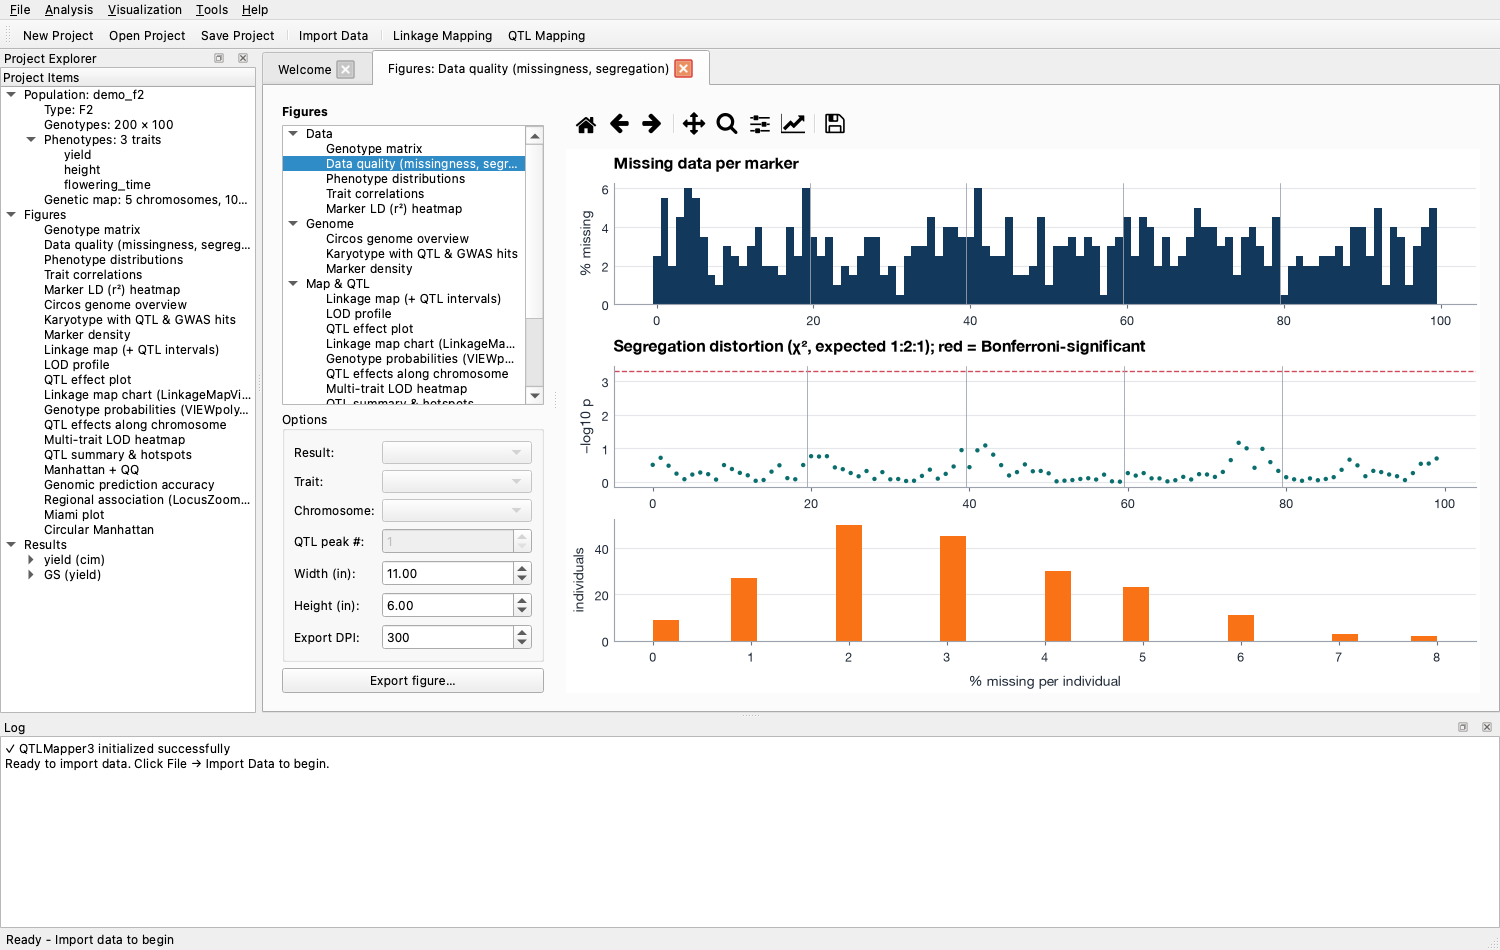 File Analysis Visualization Tools Help
New Project Open Project Save Project Import Data Linkage Mapping QTL Mapping
Project Explorer
Project Items
Population: demo_f2
Type: F2
Genotypes: 200 × 100
Phenotypes: 3 traits
yield
height
flowering_time
Genetic map: 5 chromosomes, 10...
Figures
Genotype matrix
Data quality (missingness, segreg...
Phenotype distributions
Trait correlations
Marker LD (r²) heatmap
Circos genome overview
Karyotype with QTL & GWAS hits
Marker density
Linkage map (+ QTL intervals)
LOD profile
QTL effect plot
Linkage map chart (LinkageMapVi...
Genotype probabilities (VIEWpoly...
QTL effects along chromosome
Multi-trait LOD heatmap
QTL summary & hotspots
Manhattan + QQ
Genomic prediction accuracy
Regional association (LocusZoom...
Miami plot
Circular Manhattan
Results
yield (cim)
GS (yield)
Welcome
Figures: Data quality (missingness, segregation)
Figures
Data
Genotype matrix
Data quality (missingness, segr...
Phenotype distributions
Trait correlations
Marker LD (r²) heatmap
Genome
Circos genome overview
Karyotype with QTL & GWAS hits
Marker density
Map & QTL
Linkage map (+ QTL intervals)
LOD profile
QTL effect plot
Linkage map chart (LinkageMa...
Genotype probabilities (VIEWp...
QTL effects along chromosome
Multi-trait LOD heatmap
QTL summary & hotspots
Options
Result:
Trait:
Chromosome:
QTL peak #: 1
Width (in): 11.00
Height (in): 6.00
Export DPI: 300
Export figure...
Missing data per marker
% missing
6
4
2
0
0 20 40 60 80 100
Segregation distortion (χ², expected 1:2:1); red = Bonferroni-significant
−log10 p
3
2
1
0
0 20 40 60 80 100
individuals
40
20
0
0 1 2 3 4 5 6 7 8
% missing per individual
Log
✓ QTLMapper3 initialized successfully
Ready to import data. Click File → Import Data to begin.
Ready - Import data to begin